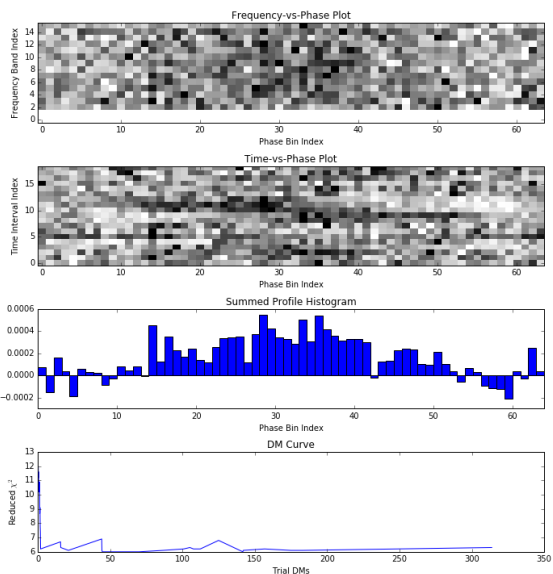 Frequency-vs-Phase Plot
Frequency Band Index
14
12
10
8
6
4
2
0
0 10 20 30 40 50 60
Phase Bin Index
Time-vs-Phase Plot
Time Interval Index
15
10
5
0
0 10 20 30 40 50 60
Phase Bin Index
Summed Profile Histogram
0.0006
0.0004
0.0002
0.0000
−0.0002
0 10 20 30 40 50 60
Phase Bin Index
DM Curve
Reduced χ²
13
12
11
10
9
8
7
6
0 50 100 150 200 250 300 350
Trial DMs